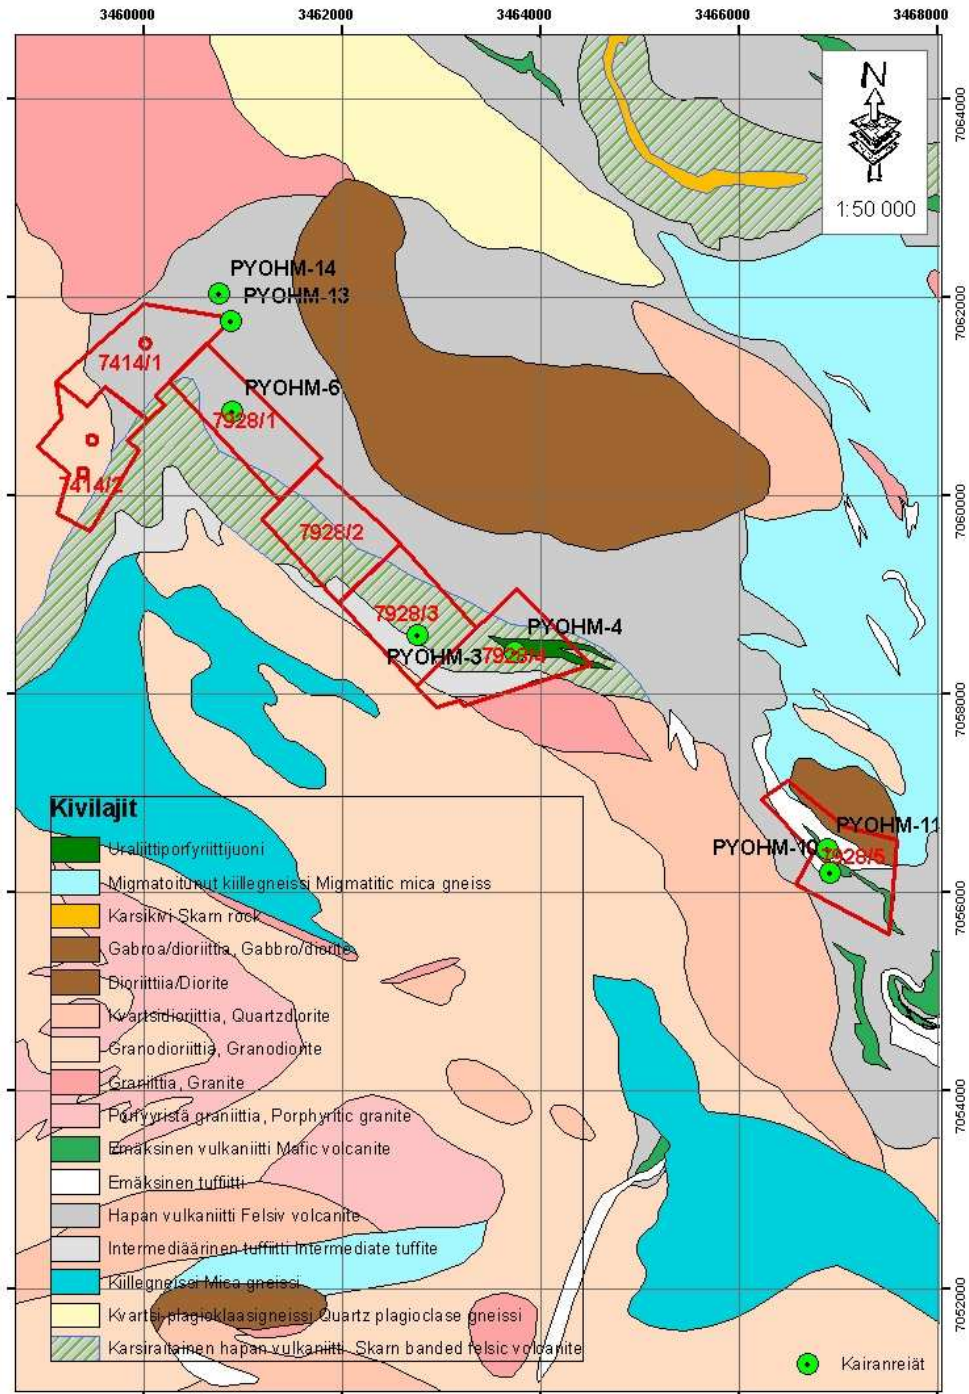 3460000 3462000 3464000 3466000 3468000
N
1:50 000
7064000
PYOHM-14
PYOHM-13
7062000
7414/1
PYOHM-6
7928/1
7414/2
7060000
7928/2
7928/3
PYOHM-4
PYOHM-3
7928/4
7058000
PYOHM-11
PYOHM-10
7928/5
7056000
Kivilajit
Uraliittiporfyriittijuoni
Migmatoitunut kiillegneissi Migmatitic mica gneiss
Karsikivi Skarn rock
Gabroa/dioriittia, Gabbro/diorite
Dioriittiia/Diorite
Kvartsidioriittia, Quartzdiorite
Granodioriittia, Granodiorite
Graniittia, Granite
Porfyyristä graniittia, Porphyritic granite
Emäksinen vulkaniitti Mafic volcanite
Emäksinen tuffiitti
Hapan vulkaniitti Felsiv volcanite
Intermediäärinen tuffiitti Intermediate tuffite
Kiillegneissi Mica gneissi
Kvartsi-plagioklaasigneissi Quartz plagioclase gneissi
Karsiraitainen hapan vulkaniitti Skarn banded felsic volcanite
7054000
7052000
Kairanreiät